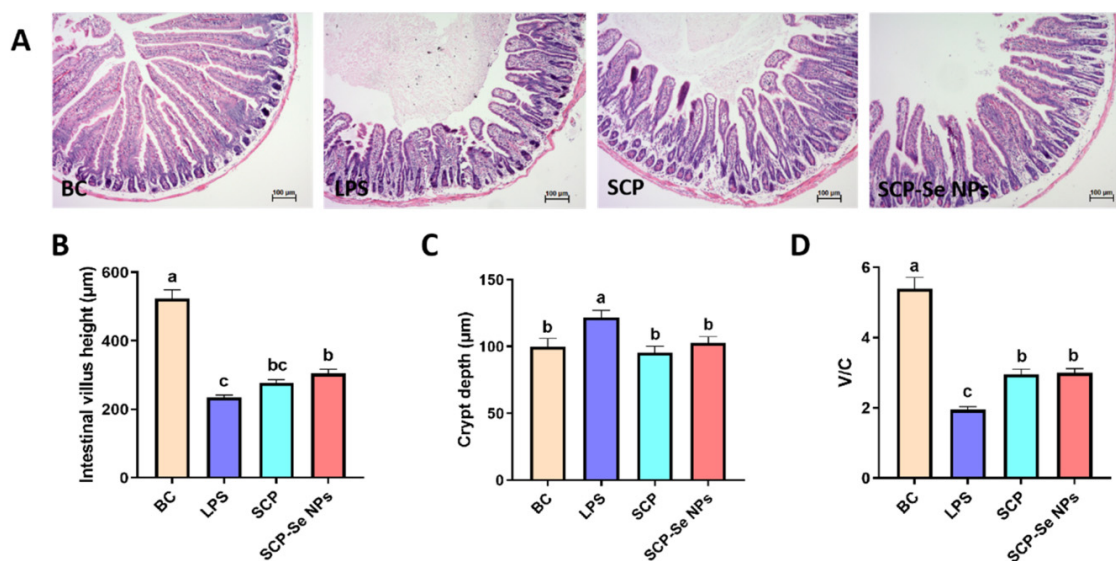 A
BC
100 µm
LPS
100 µm
SCP
100 µm
SCP-Se NPs
100 µm
B
Intestinal villus height (µm)
600
400
200
0
a
c
bc
b
BC
LPS
SCP
SCP-Se NPs
C
Crypt depth (µm)
150
100
50
0
b
a
b
b
BC
LPS
SCP
SCP-Se NPs
D
V/C
6
4
2
0
a
c
b
b
BC
LPS
SCP
SCP-Se NPs